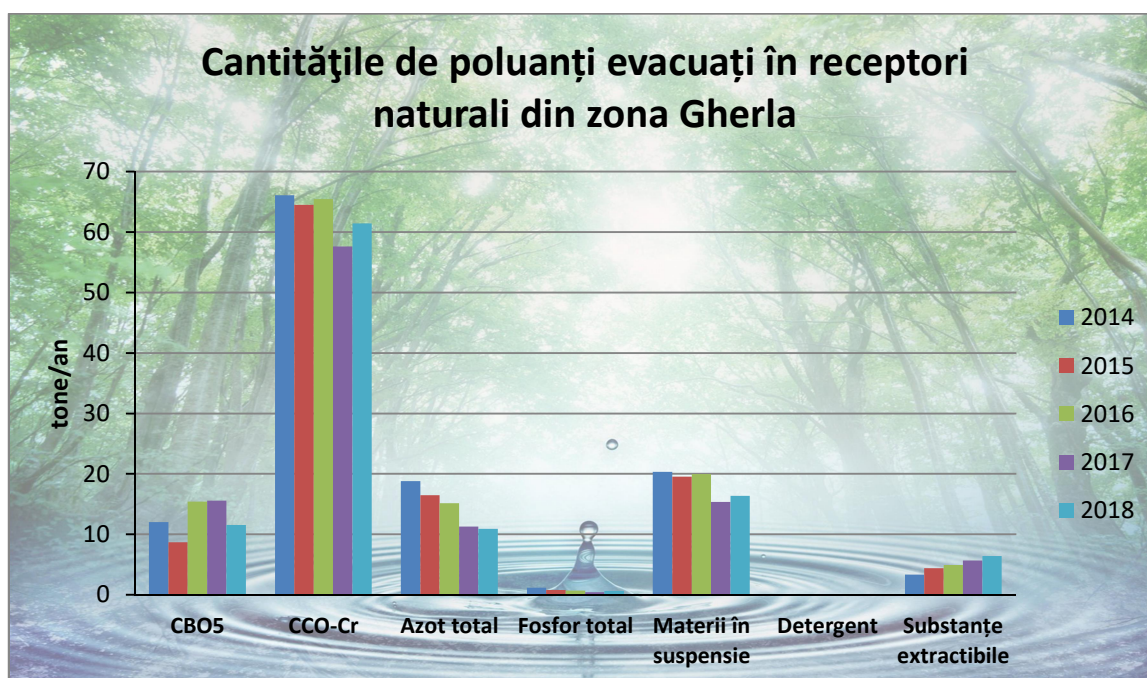 Cantităţile de poluanți evacuați în receptori
naturali din zona Gherla
tone/an
70
60
50
40
30
20
10
0
CBO5
CCO-Cr
Azot total
Fosfor total
Materii în
suspensie
Detergent
Substanțe
extractibile
2014
2015
2016
2017
2018